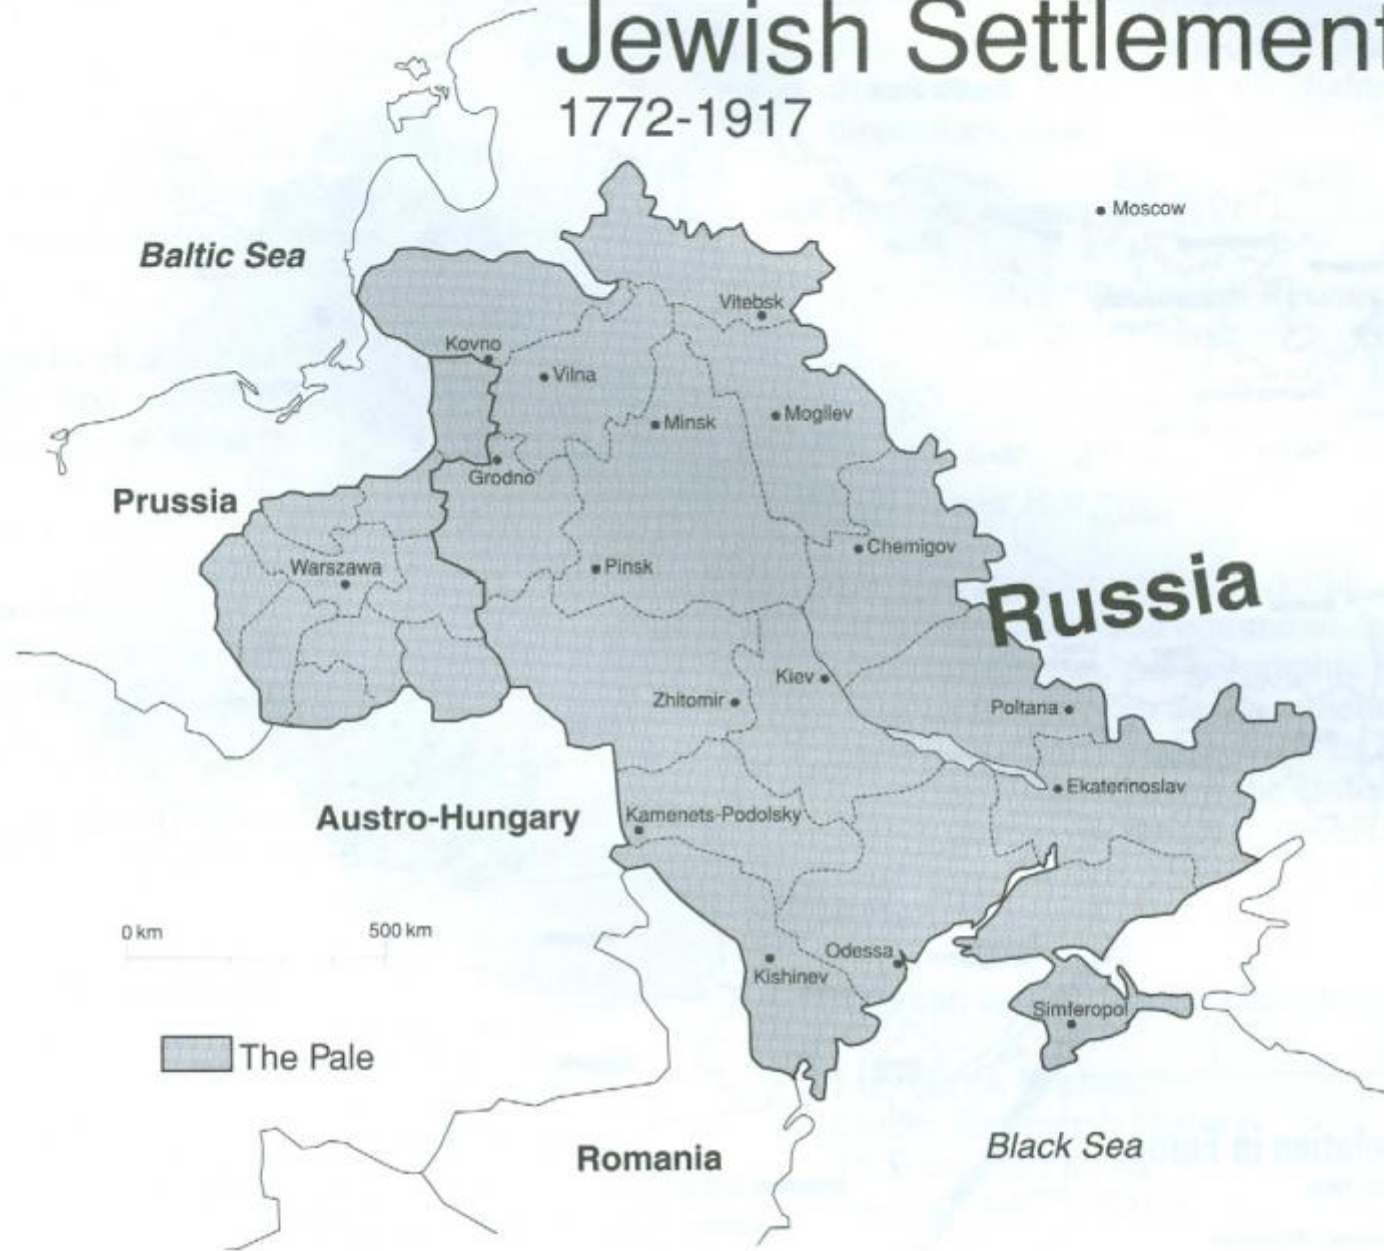 Jewish Settlement
1772-1917
Moscow
Baltic Sea
Vitebsk
Kovno
Vilna
Mogilev
Minsk
Grodno
Prussia
Chernigov
Warszawa
Pinsk
Russia
Kiev
Zhitomir
Poltana
Ekaterinoslav
Austro-Hungary
Kamenets-Podolsky
0 km
500 km
Odessa
Kishinev
Simferopol
The Pale
Romania
Black Sea